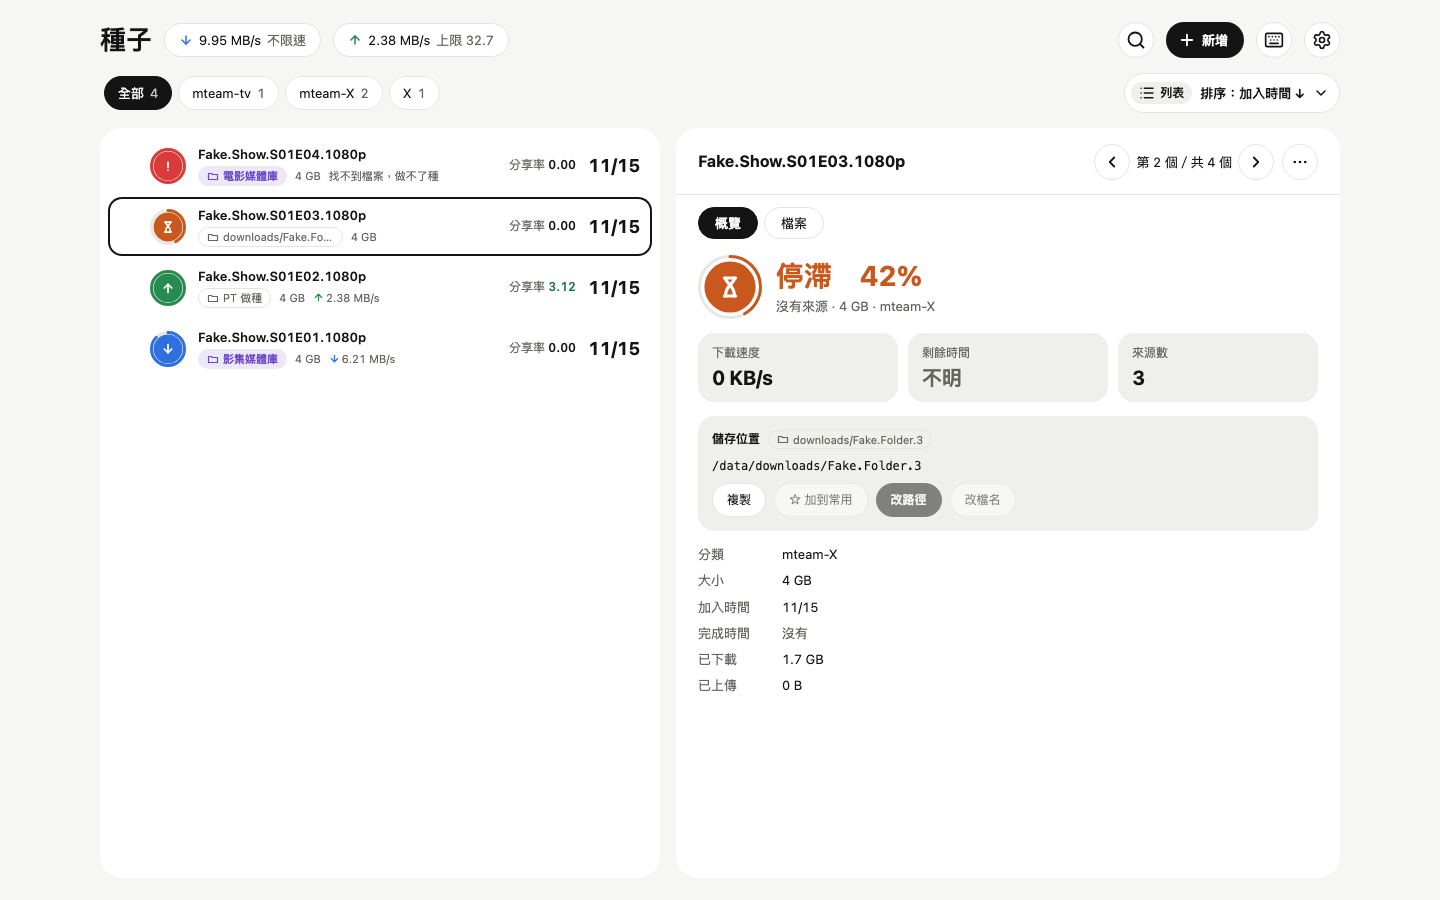 種子 9.95 MB/s 不限速 2.38 MB/s 上限 32.7 新增
全部 4 mteam-tv 1 mteam-X 2 X 1 列表 排序：加入時間
Fake.Show.S01E04.1080p
電影媒體庫 4 GB 找不到檔案，做不了種
分享率 0.00 11/15
Fake.Show.S01E03.1080p
downloads/Fake.Fo... 4 GB
分享率 0.00 11/15
Fake.Show.S01E02.1080p
PT 做種 4 GB 2.38 MB/s
分享率 3.12 11/15
Fake.Show.S01E01.1080p
影集媒體庫 4 GB 6.21 MB/s
分享率 0.00 11/15
Fake.Show.S01E03.1080p 第 2 個 / 共 4 個
概覽 檔案
停滯 42%
沒有來源 · 4 GB · mteam-X
下載速度 剩餘時間 來源數
0 KB/s 不明 3
儲存位置 downloads/Fake.Folder.3
/data/downloads/Fake.Folder.3
複製 加到常用 改路徑 改檔名
分類 mteam-X
大小 4 GB
加入時間 11/15
完成時間 沒有
已下載 1.7 GB
已上傳 0 B